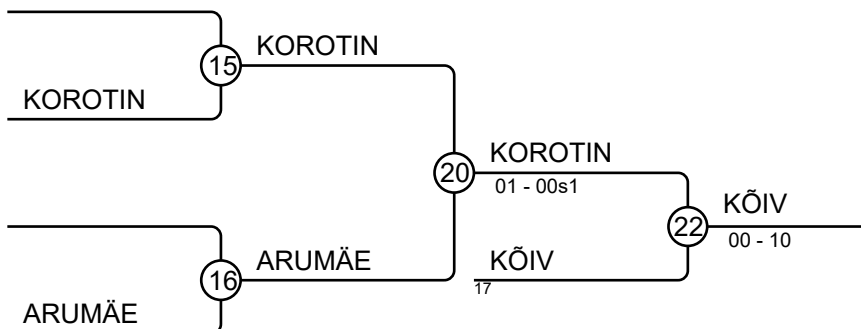 KOROTIN
15
KOROTIN
KOROTIN
20
01 - 00s1
KÕIV
22
00 - 10
ARUMÄE
KÕIV
16
17
ARUMÄE